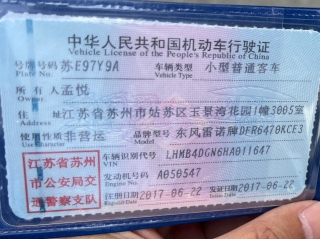 中华人民共和国机动车行驶证
Vehicle License of the People's Republic of China
号牌号码 苏E97Y9A 车辆类型 小型普通客车
Plate No. Vehicle Type
所有人 孟悦
Owner
住址 江苏省苏州市姑苏区玉景湾花园1幢3005室
使用性质 非营运 品牌型号 东风雷诺牌DFR6470KCE3
江苏省苏州
市公安局交
通警察支队
车辆识别代号 LHMB4DGN6HA011647
VIN
发动机号码 A050547
Engine No.
注册日期 2017-06-22 发证日期 2017-06-22
Register Date Issue Date